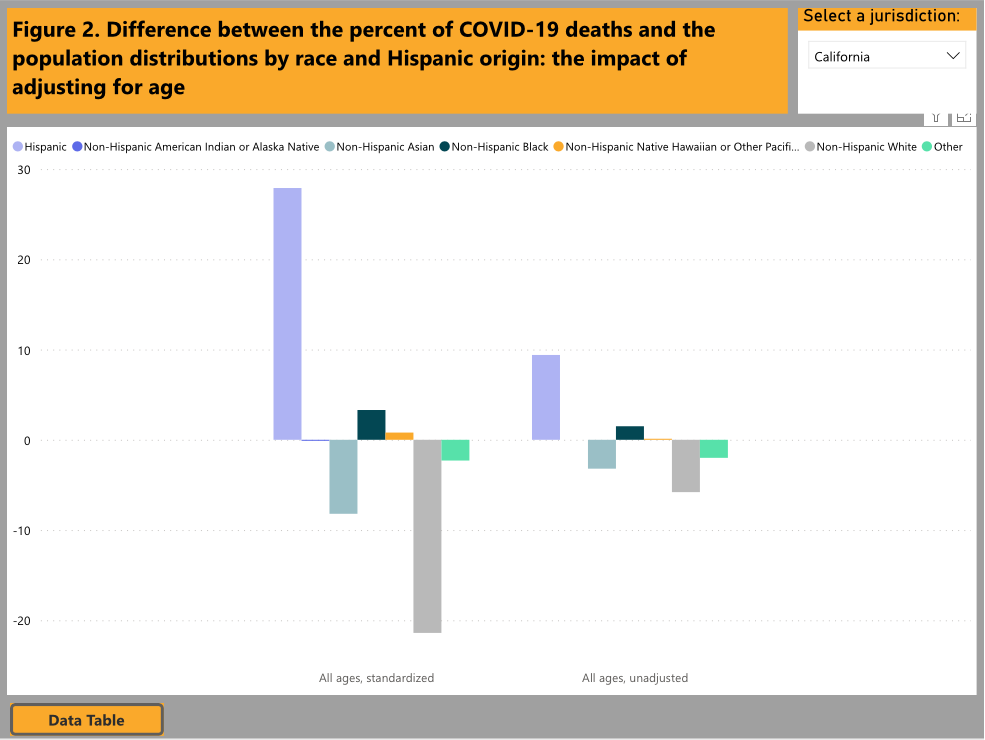 Figure 2. Difference between the percent of COVID-19 deaths and the
population distributions by race and Hispanic origin: the impact of
adjusting for age
Select a jurisdiction:
California
Hispanic Non-Hispanic American Indian or Alaska Native Non-Hispanic Asian Non-Hispanic Black Non-Hispanic Native Hawaiian or Other Pacifi... Non-Hispanic White Other
30
20
10
0
-10
-20
All ages, standardized All ages, unadjusted
Data Table